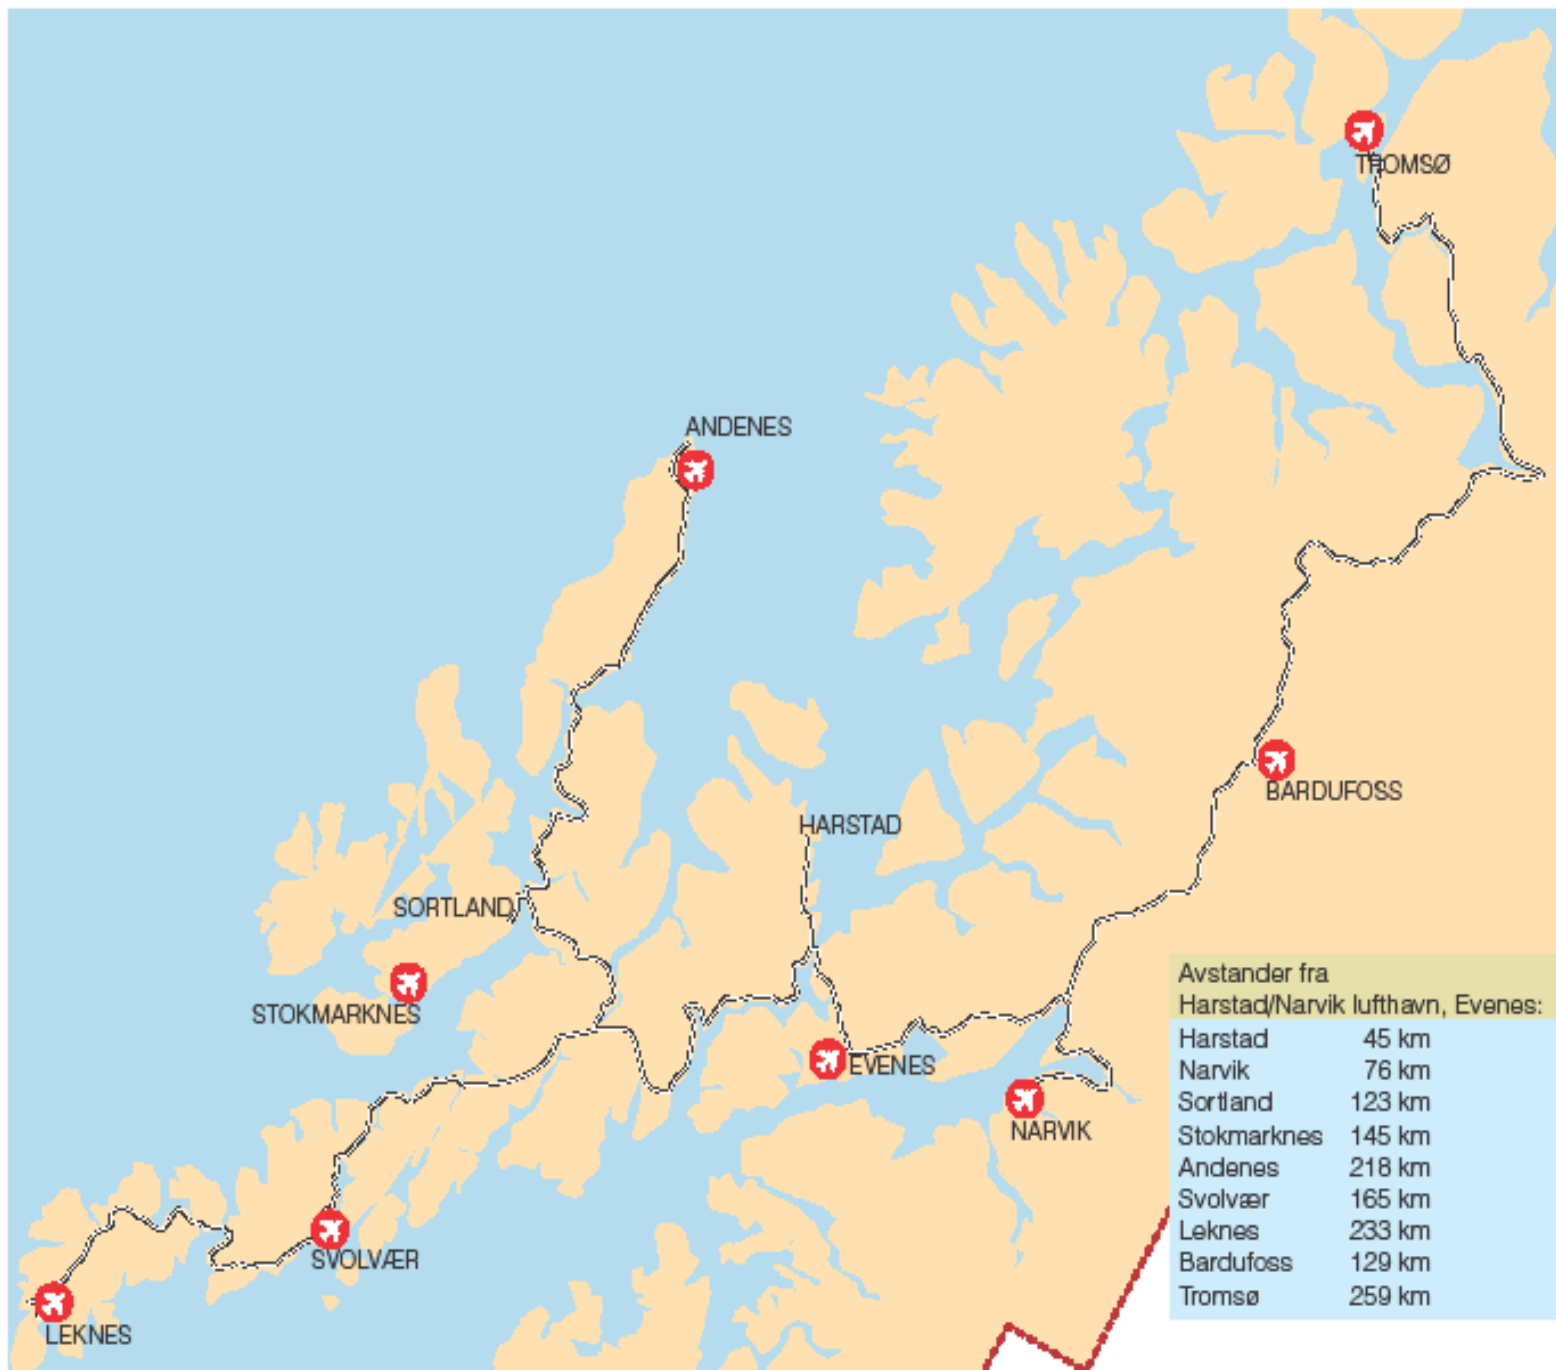 TROMSØ
ANDENES
BARDUFOSS
HARSTAD
SORTLAND
STOKMARKNES
EVENES
NARVIK
SVOLVÆR
LEKNES
Avstander fra
Harstad/Narvik lufthavn, Evenes:
Harstad 45 km
Narvik 76 km
Sortland 123 km
Stokmarknes 145 km
Andenes 218 km
Svolvær 165 km
Leknes 233 km
Bardufoss 129 km
Tromsø 259 km